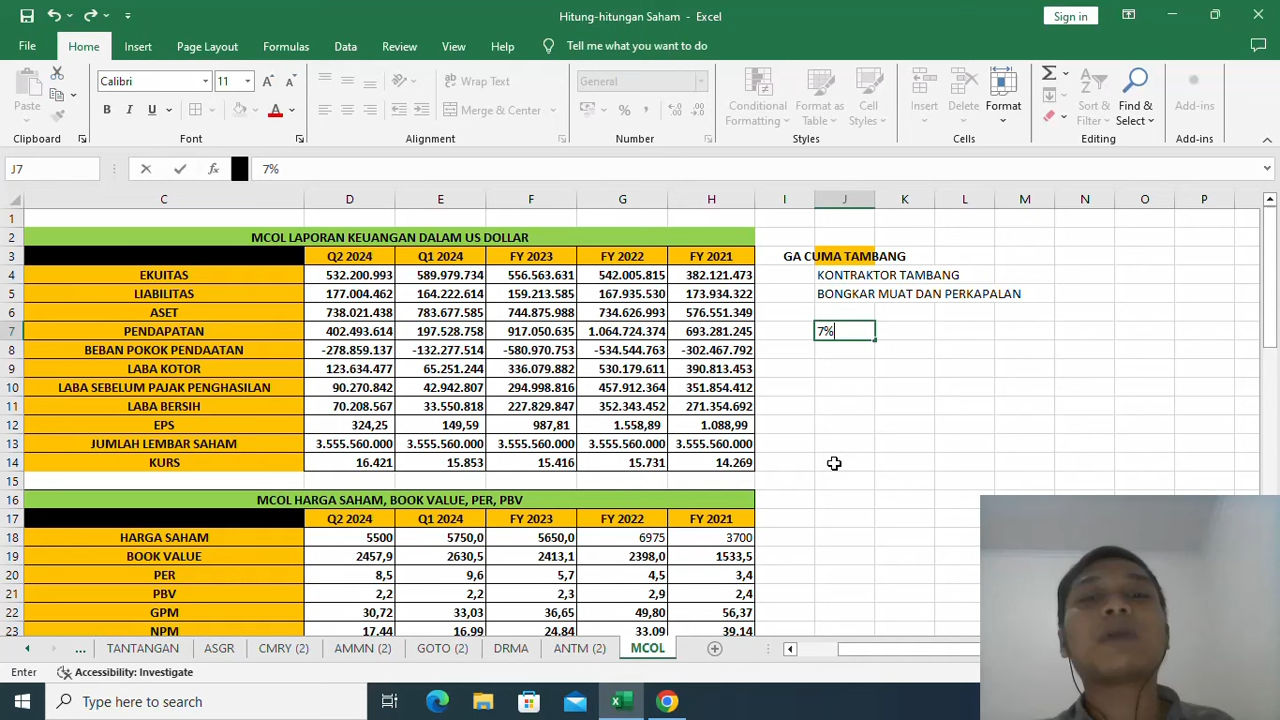 Hitung-hitungan Saham - Excel
Sign in
File Home Insert Page Layout Formulas Data Review View Help Tell me what you want to do
Paste
Calibri 11
B I U
Wrap Text
Merge & Center
General
Conditional Formatting
Format as Table
Cell Styles
Insert Delete Format
Sort & Filter
Find & Select
Add-ins
Clipboard Font Alignment Number Styles Cells Editing Add-ins
J7 fx 7%
C D E F G H I J K L M N O P
1
2 MCOL LAPORAN KEUANGAN DALAM US DOLLAR
3 Q2 2024 Q1 2024 FY 2023 FY 2022 FY 2021 GA CUMA TAMBANG
4 EKUITAS 532.200.993 589.979.734 556.563.631 542.005.815 382.121.473 KONTRAKTOR TAMBANG
5 LIABILITAS 177.004.462 164.222.614 159.213.585 167.935.530 173.934.322 BONGKAR MUAT DAN PERKAPALAN
6 ASET 738.021.438 783.677.585 744.875.988 734.626.993 576.551.349
7 PENDAPATAN 402.493.614 197.528.758 917.050.635 1.064.724.374 693.281.245 7%
8 BEBAN POKOK PENDAATAN -278.859.137 -132.277.514 -580.970.753 -534.544.763 -302.467.792
9 LABA KOTOR 123.634.477 65.251.244 336.079.882 530.179.611 390.813.453
10 LABA SEBELUM PAJAK PENGHASILAN 90.270.842 42.942.807 294.998.816 457.912.364 351.854.412
11 LABA BERSIH 70.208.567 33.550.818 227.829.847 352.343.452 271.354.692
12 EPS 324,25 149,59 987,81 1.558,89 1.088,99
13 JUMLAH LEMBAR SAHAM 3.555.560.000 3.555.560.000 3.555.560.000 3.555.560.000 3.555.560.000
14 KURS 16.421 15.853 15.416 15.731 14.269
15
16 MCOL HARGA SAHAM, BOOK VALUE, PER, PBV
17 Q2 2024 Q1 2024 FY 2023 FY 2022 FY 2021
18 HARGA SAHAM 5500 5750,0 5650,0 6975 3700
19 BOOK VALUE 2457,9 2630,5 2413,1 2398,0 1533,5
20 PER 8,5 9,6 5,7 4,5 3,4
21 PBV 2,2 2,2 2,3 2,9 2,4
22 GPM 30,72 33,03 36,65 49,80 56,37
23 NPM 17,44 16,99 24,84 33,09 39,14
... TANTANGAN ASGR CMRY (2) AMMN (2) GOTO (2) DRMA ANTM (2) MCOL
Enter Accessibility: Investigate
Type here to search